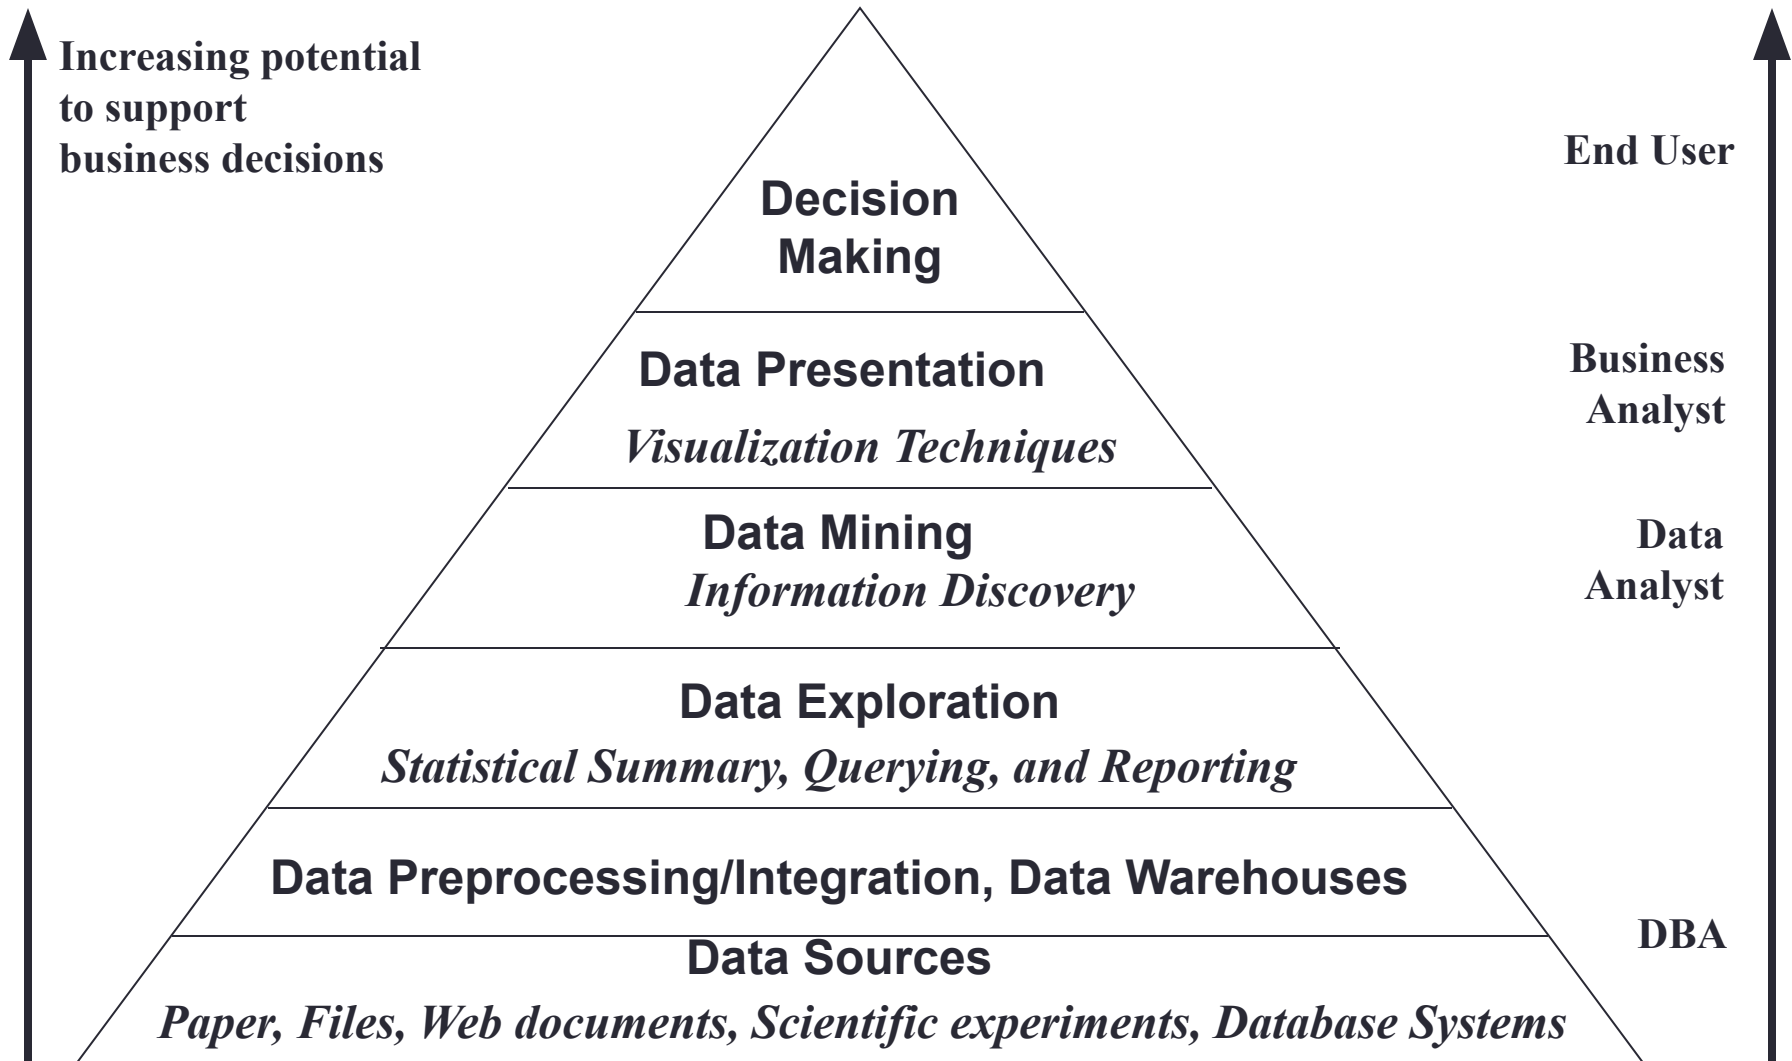 Increasing potential
to support
business decisions
End User
Decision
Making
Data Presentation
Visualization Techniques
Business
Analyst
Data Mining
Information Discovery
Data
Analyst
Data Exploration
Statistical Summary, Querying, and Reporting
Data Preprocessing/Integration, Data Warehouses
DBA
Data Sources
Paper, Files, Web documents, Scientific experiments, Database Systems